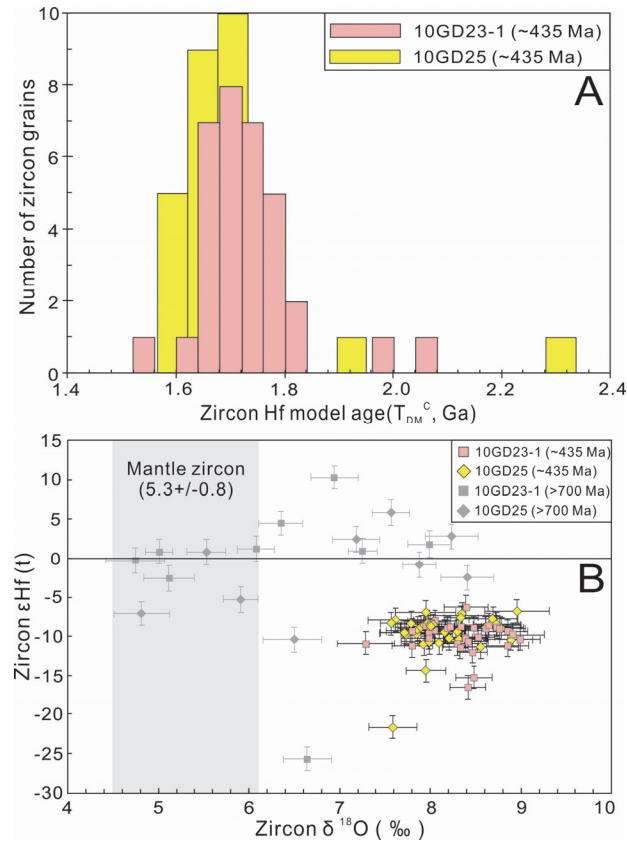 10GD23-1 (~435 Ma)
10GD25 (~435 Ma)
A
Number of zircon grains
10
8
6
4
2
0
1.4
1.6
1.8
2.0
2.2
2.4
Zircon Hf model age(T_DM^C, Ga)
10GD23-1 (~435 Ma)
10GD25 (~435 Ma)
10GD23-1 (>700 Ma)
10GD25 (>700 Ma)
Mantle zircon
(5.3+/-0.8)
B
Zircon εHf (t)
15
10
5
0
-5
-10
-15
-20
-25
-30
4
5
6
7
8
9
10
Zircon δ¹⁸O ( ‰)